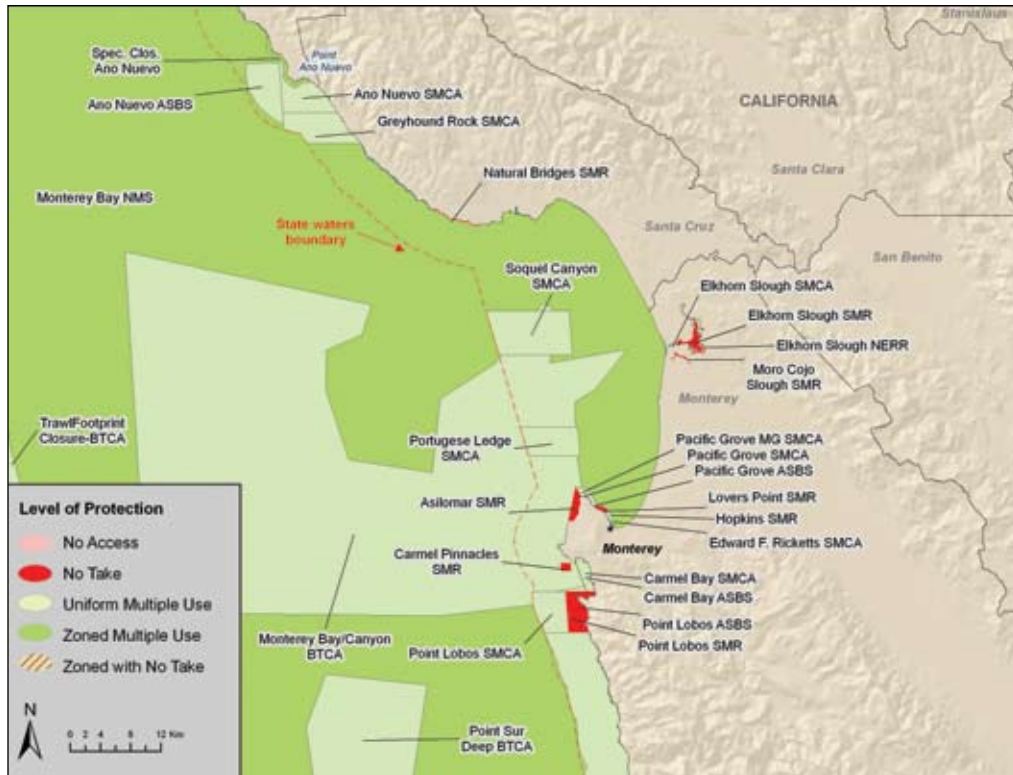 Stanislaus
Spec. Clos.
Ano Nuevo
Point
Ano Nuevo
Ano Nuevo ASBS
Ano Nuevo SMCA
CALIFORNIA
Greyhound Rock SMCA
Natural Bridges SMR
Santa Clara
Monterey Bay NMS
State waters
boundary
Santa Cruz
San Benito
Soquel Canyon
SMCA
Elkhorn Slough SMCA
Elkhorn Slough SMR
Elkhorn Slough NERR
Moro Cojo
Slough SMR
Monterey
TrawlFootprint
Closure-BTCA
Portugese Ledge
SMCA
Pacific Grove MG SMCA
Pacific Grove SMCA
Pacific Grove ASBS
Asilomar SMR
Lovers Point SMR
Hopkins SMR
Edward F. Ricketts SMCA
Monterey
Carmel Pinnacles
SMR
Carmel Bay SMCA
Carmel Bay ASBS
Point Lobos ASBS
Point Lobos SMR
Monterey Bay/Canyon
BTCA
Point Lobos SMCA
Point Sur
Deep BTCA
Level of Protection
No Access
No Take
Uniform Multiple Use
Zoned Multiple Use
Zoned with No Take
N
0 2 4 8 12 Km